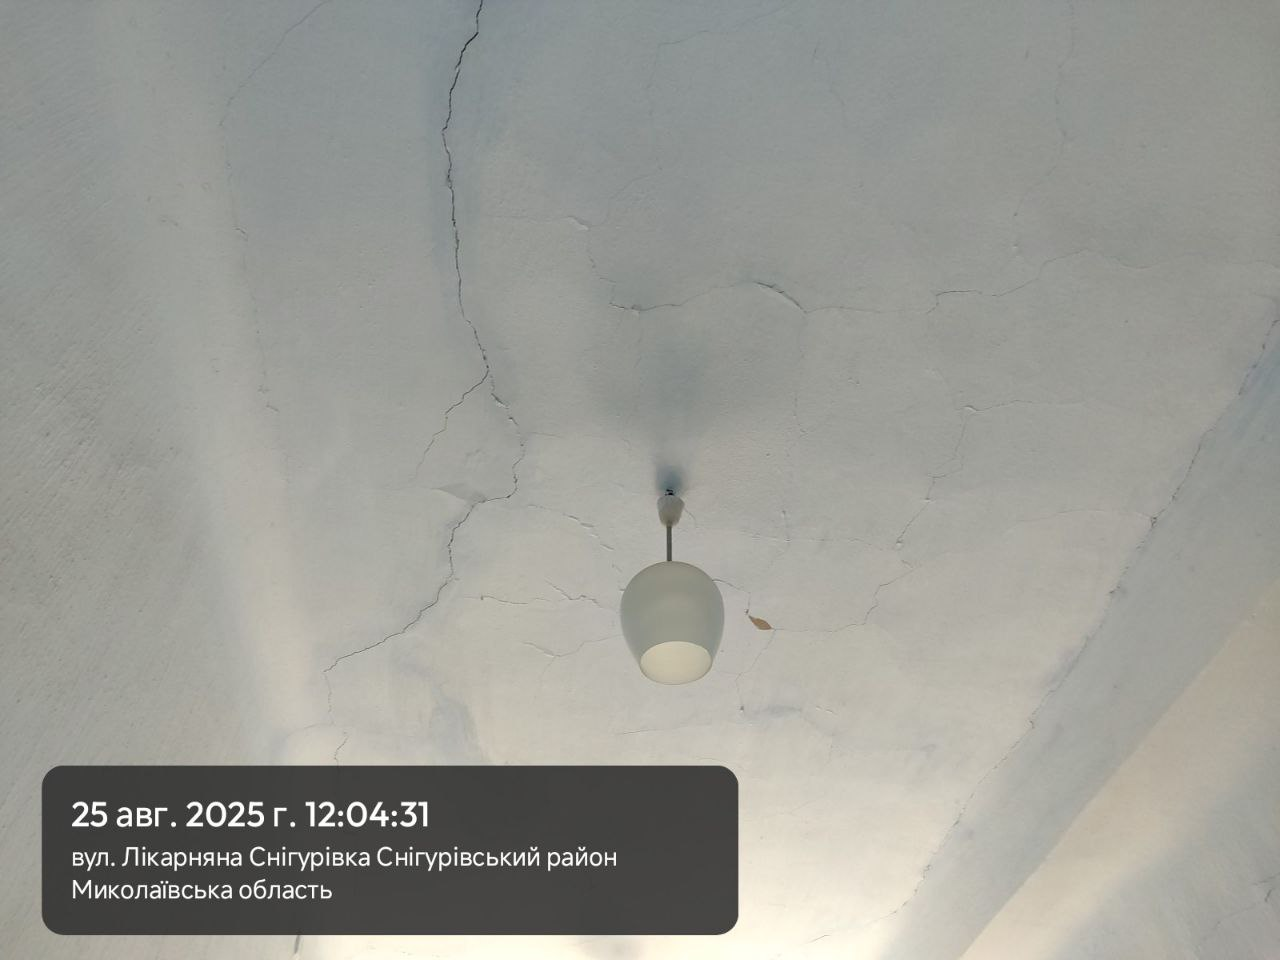 25 авг. 2025 г. 12:04:31
вул. Лікарняна Снігурівка Снігурівський район
Миколаївська область